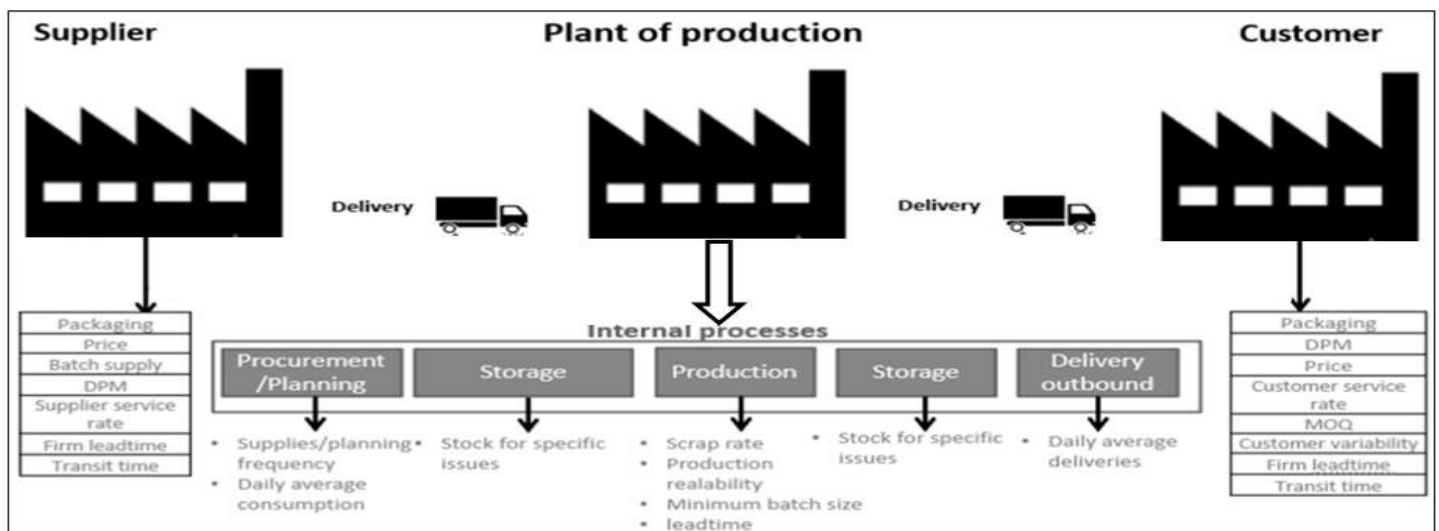 Supplier
Plant of production
Customer
Delivery
Delivery
Packaging
Price
Batch supply
DPM
Supplier service
rate
Firm leadtime
Transit time
Internal processes
Procurement
/Planning
Storage
Production
Storage
Delivery
outbound
• Supplies/planning
frequency
• Daily average
consumption
• Stock for specific
issues
• Scrap rate
• Production
realability
• Minimum batch size
• leadtime
• Stock for specific
issues
• Daily average
deliveries
Packaging
DPM
Price
Customer service
rate
MOQ
Customer variability
Firm leadtime
Transit time